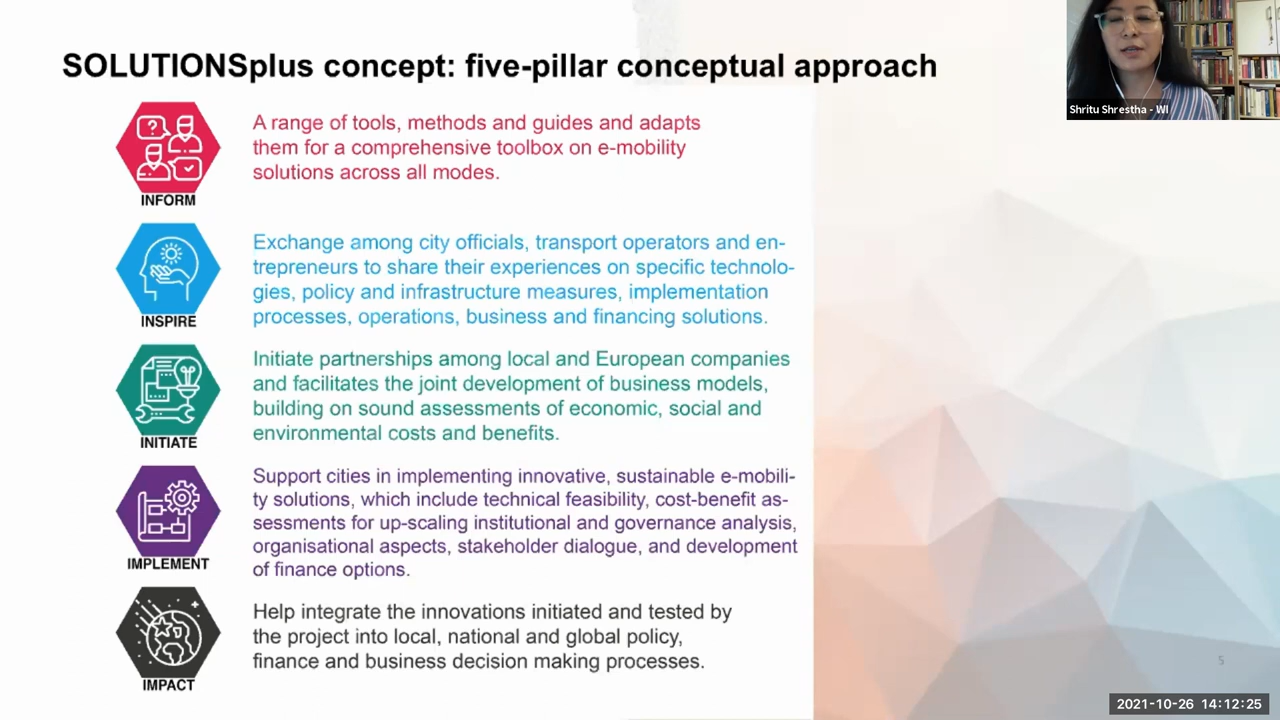 SOLUTIONSplus concept: five-pillar conceptual approach
Shritu Shrestha - WI
A range of tools, methods and guides and adapts
them for a comprehensive toolbox on e-mobility
solutions across all modes.
INFORM
Exchange among city officials, transport operators and en-
trepreneurs to share their experiences on specific technolo-
gies, policy and infrastructure measures, implementation
processes, operations, business and financing solutions.
INSPIRE
Initiate partnerships among local and European companies
and facilitates the joint development of business models,
building on sound assessments of economic, social and
environmental costs and benefits.
INITIATE
Support cities in implementing innovative, sustainable e-mobili-
ty solutions, which include technical feasibility, cost-benefit as-
sessments for up-scaling institutional and governance analysis,
organisational aspects, stakeholder dialogue, and development
of finance options.
IMPLEMENT
Help integrate the innovations initiated and tested by
the project into local, national and global policy,
finance and business decision making processes.
IMPACT
5
2021-10-26 14:12:25